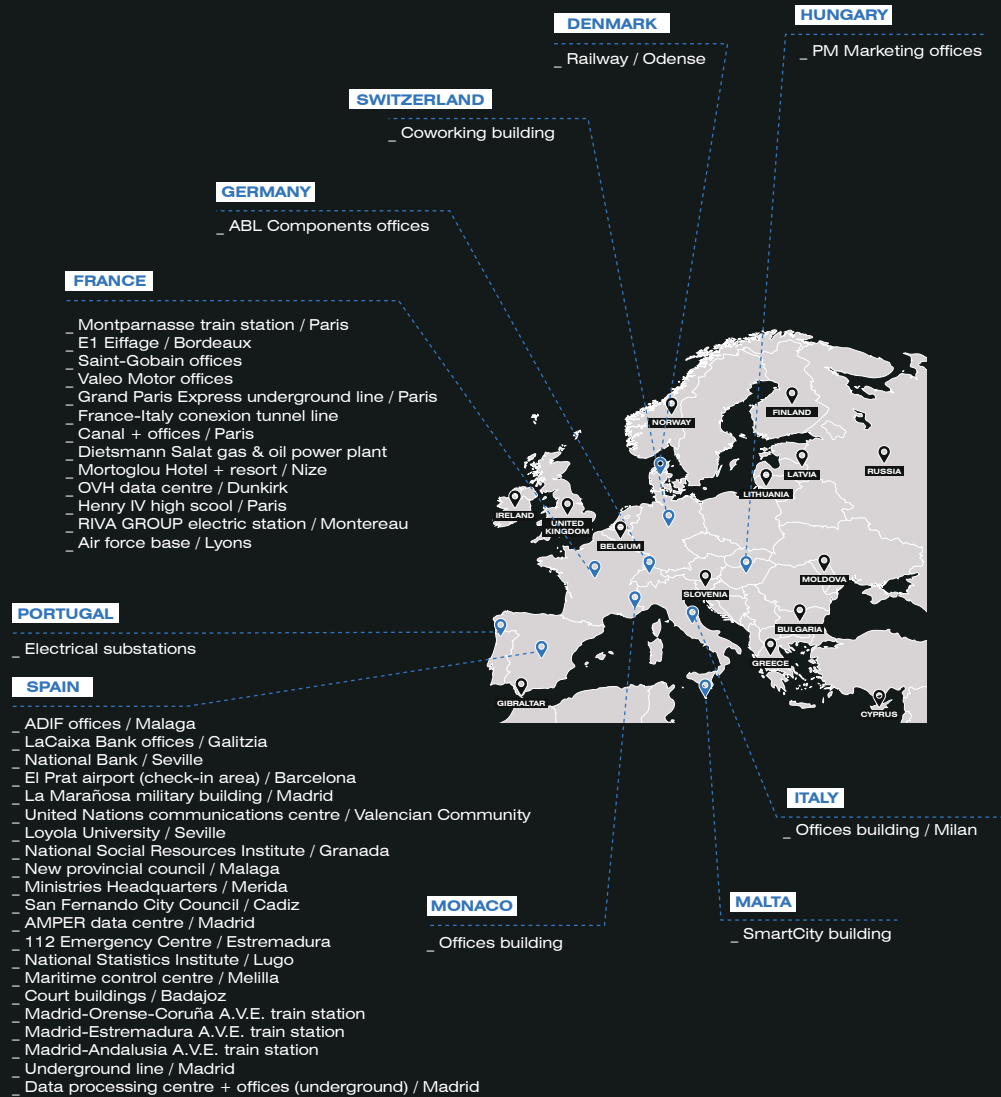 HUNGARY
_ PM Marketing offices
DENMARK
_ Railway / Odense
SWITZERLAND
_ Coworking building
GERMANY
_ ABL Components offices
FRANCE
_ Montparnasse train station / Paris
_ E1 Eiffage / Bordeaux
_ Saint-Gobain offices
_ Valeo Motor offices
_ Grand Paris Express underground line / Paris
_ France-Italy conexion tunnel line
_ Canal + offices / Paris
_ Dietsmann Salat gas & oil power plant
_ Mortoglou Hotel + resort / Nize
_ OVH data centre / Dunkirk
_ Henry IV high scool / Paris
_ RIVA GROUP electric station / Montereau
_ Air force base / Lyons
NORWAY
FINLAND
LATVIA
RUSSIA
LITHUANIA
IRELAND
UNITED
KINGDOM
BELGIUM
MOLDOVA
SLOVENIA
BULGARIA
GREECE
GIBRALTAR
CYPRUS
PORTUGAL
_ Electrical substations
SPAIN
_ ADIF offices / Malaga
_ LaCaixa Bank offices / Galitzia
_ National Bank / Seville
_ El Prat airport (check-in area) / Barcelona
_ La Marañosa military building / Madrid
_ United Nations communications centre / Valencian Community
_ Loyola University / Seville
_ National Social Resources Institute / Granada
_ New provincial council / Malaga
_ Ministries Headquarters / Merida
_ San Fernando City Council / Cadiz
_ AMPER data centre / Madrid
_ 112 Emergency Centre / Estremadura
_ National Statistics Institute / Lugo
_ Maritime control centre / Melilla
_ Court buildings / Badajoz
_ Madrid-Orense-Coruña A.V.E. train station
_ Madrid-Estremadura A.V.E. train station
_ Madrid-Andalusia A.V.E. train station
_ Underground line / Madrid
_ Data processing centre + offices (underground) / Madrid
ITALY
_ Offices building / Milan
MONACO
_ Offices building
MALTA
_ SmartCity building